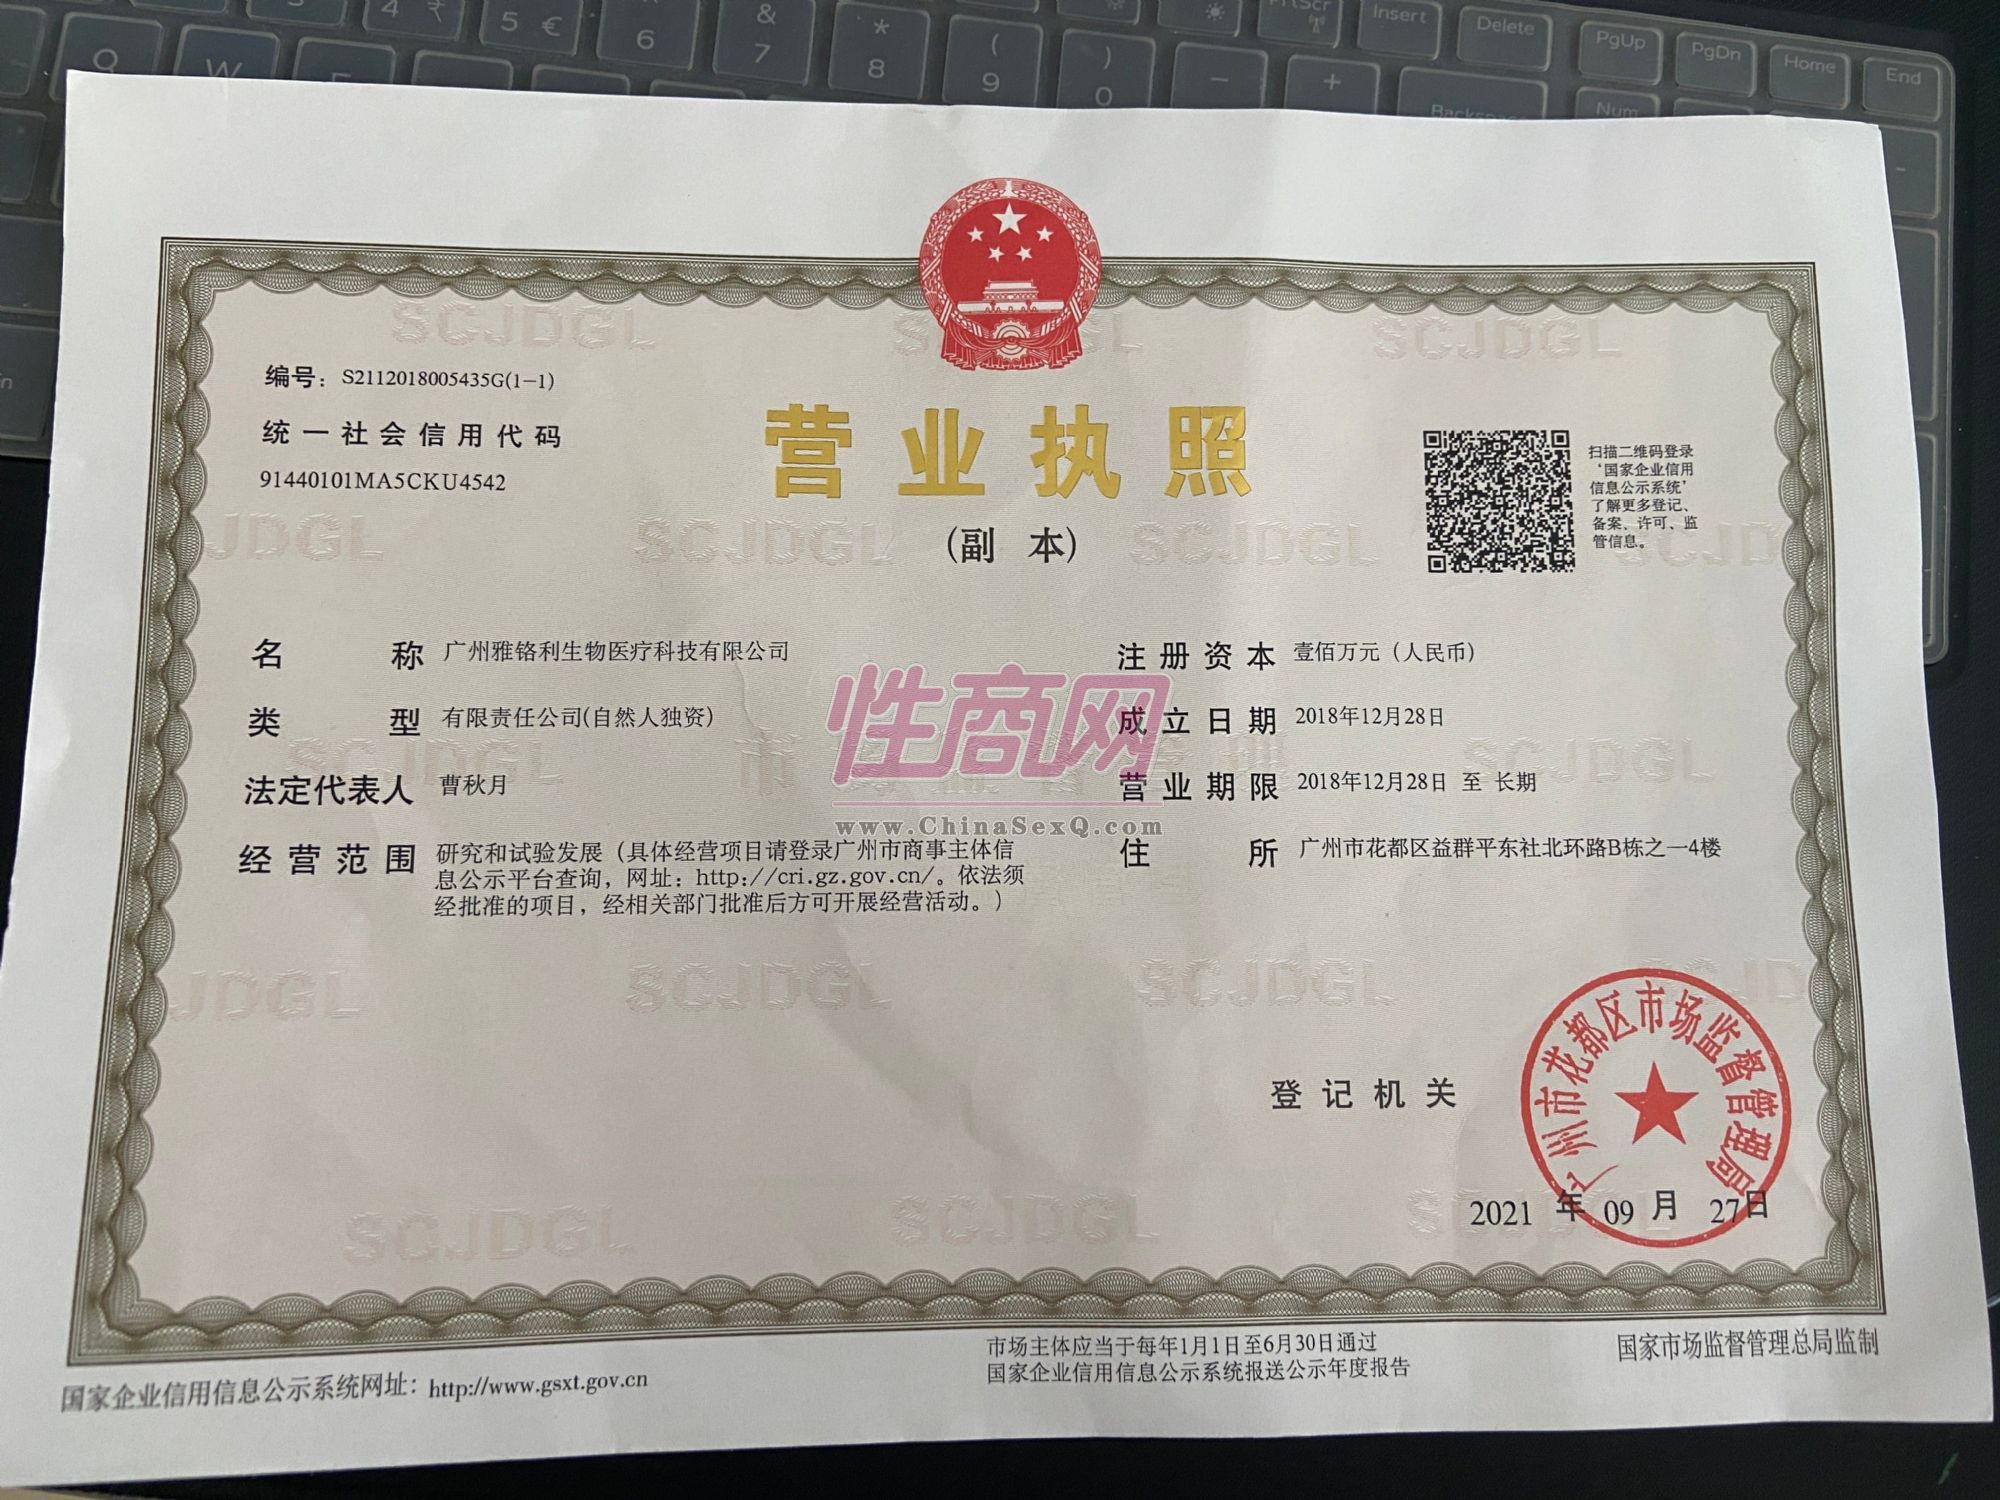 4 ₹
5 €
6
&
7
*
8
(
9
)
0
-
+
PrtScr
Insert
Delete
PgUp
PgDn
Home
End
Q
W
Backspace
Num
-
编号: S2112018005435G(1-1)
统一社会信用代码
91440101MA5CKU4542
营业执照
(副 本)
扫描二维码登录
‘国家企业信用
信息公示系统’
了解更多登记、
备案、许可、监
管信息。
名 称 广州雅铬利生物医疗科技有限公司
类 型 有限责任公司(自然人独资)
法定代表人 曹秋月
经营范围 研究和试验发展（具体经营项目请登录广州市商事主体信
息公示平台查询，网址：http://cri.gz.gov.cn/。依法须
经批准的项目，经相关部门批准后方可开展经营活动。）
注册资本 壹佰万元（人民币）
成立日期 2018年12月28日
营业期限 2018年12月28日 至 长期
住 所 广州市花都区益群平东社北环路B栋之一4楼
性商网
www.ChinaSexQ.com
SCJDGL
登记机关
广州市花都区市场监督管理局
2021 年 09 月 27日
国家企业信用信息公示系统网址：http://www.gsxt.gov.cn
市场主体应当于每年1月1日至6月30日通过
国家企业信用信息公示系统报送公示年度报告
国家市场监督管理总局监制